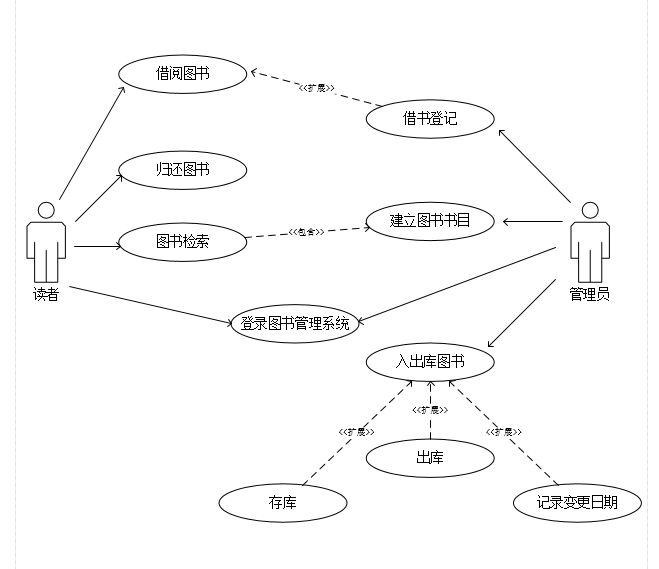 借阅图书
<<扩展>>
借书登记
归还图书
建立图书书目
图书检索
<<包含>>
读者
管理员
登录图书管理系统
入出库图书
<<扩展>>
<<扩展>>
<<扩展>>
出库
存库
记录变更日期